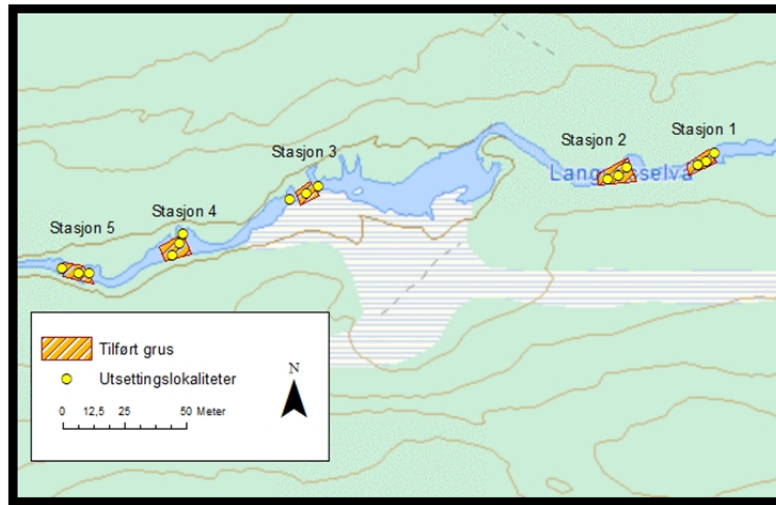 Stasjon 1
Stasjon 2
Stasjon 3
Stasjon 4
Stasjon 5
Tilført grus
Utsettingslokaliteter
N
0 12,5 25 50 Meter